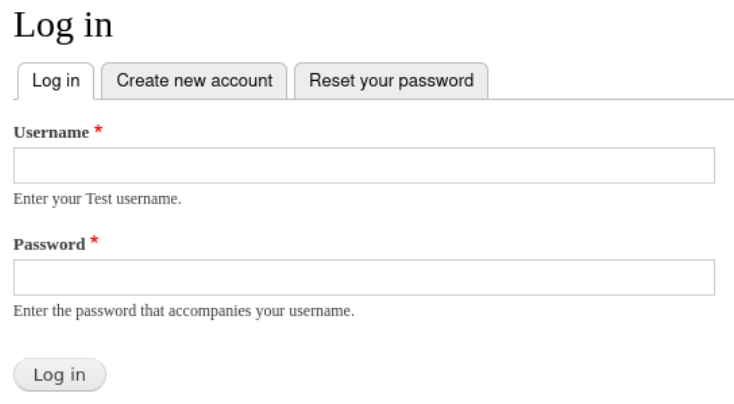 Log in
Log in Create new account Reset your password
Username *
Enter your Test username.
Password *
Enter the password that accompanies your username.
Log in